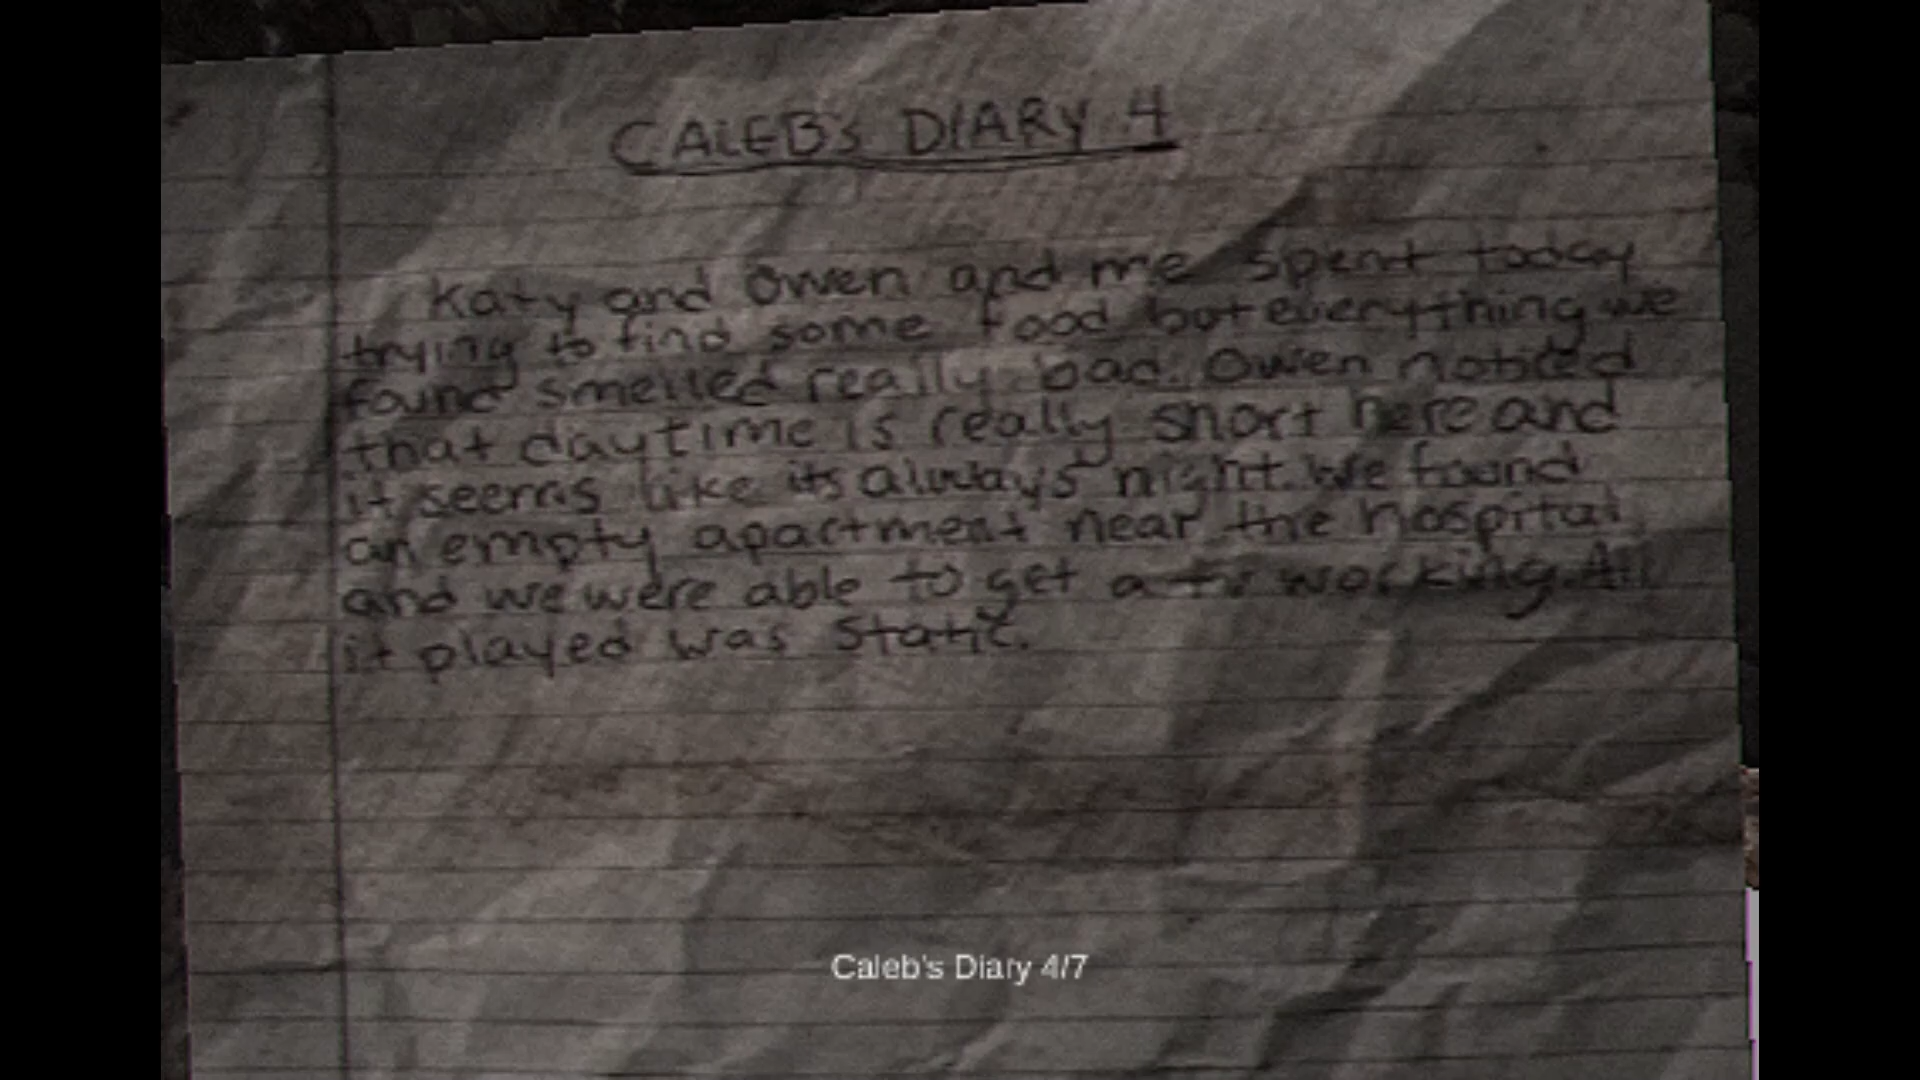 CALEB's DIARY 4
Katy and Owen and me spent today
trying to find some food but everything we
found smelled really bad. Owen noticed
that daytime is really short here and
it seems like its always night. We found
an empty apartment near the hospital
and we were able to get a tv working. All
it played was static.
Caleb's Diary 4/7